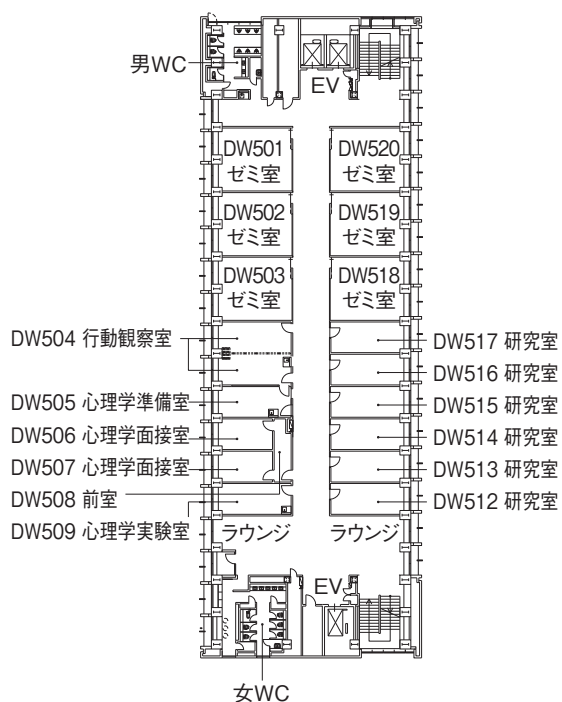 男WC
EV
DW501
ゼミ室
DW520
ゼミ室
DW502
ゼミ室
DW519
ゼミ室
DW503
ゼミ室
DW518
ゼミ室
DW504 行動観察室
DW517 研究室
DW516 研究室
DW505 心理学準備室
DW515 研究室
DW506 心理学面接室
DW514 研究室
DW507 心理学面接室
DW513 研究室
DW508 前室
DW512 研究室
DW509 心理学実験室
ラウンジ
ラウンジ
EV
女WC